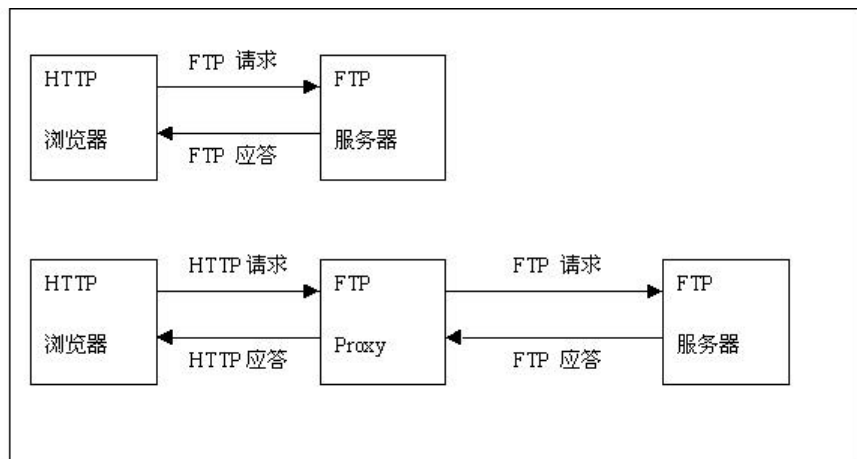 FTP 请求
HTTP
FTP
浏览器
服务器
FTP 应答
HTTP 请求
FTP 请求
HTTP
FTP
FTP
浏览器
Proxy
服务器
HTTP 应答
FTP 应答